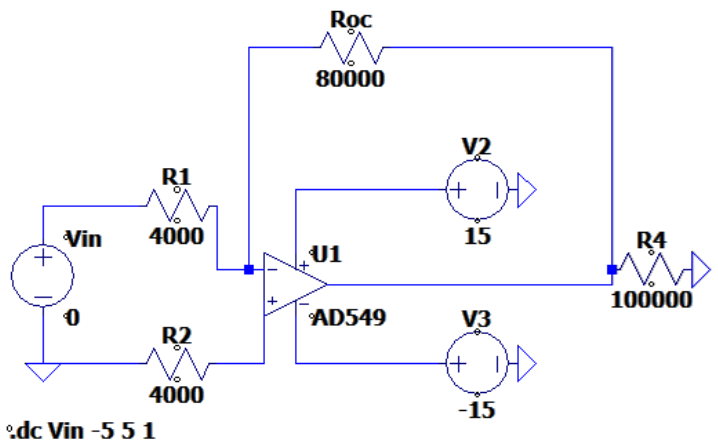 Roc
80000
V2
+ −
15
R1
4000
Vin
+
−
0
U1
+
−
+
−
AD549
R4
100000
R2
4000
V3
+ −
-15
.dc Vin -5 5 1